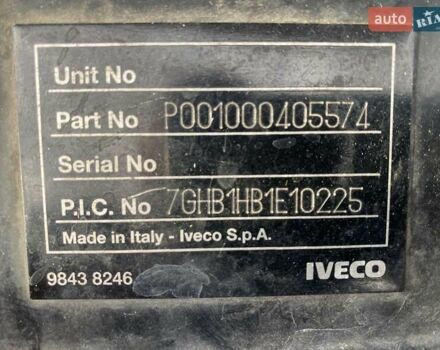 auto RIA
Unit No
Part No P001000405574
Serial No
P.I.C. No 7GHB1HB1E10225
Made in Italy - Iveco S.p.A.
9843 8246 IVECO